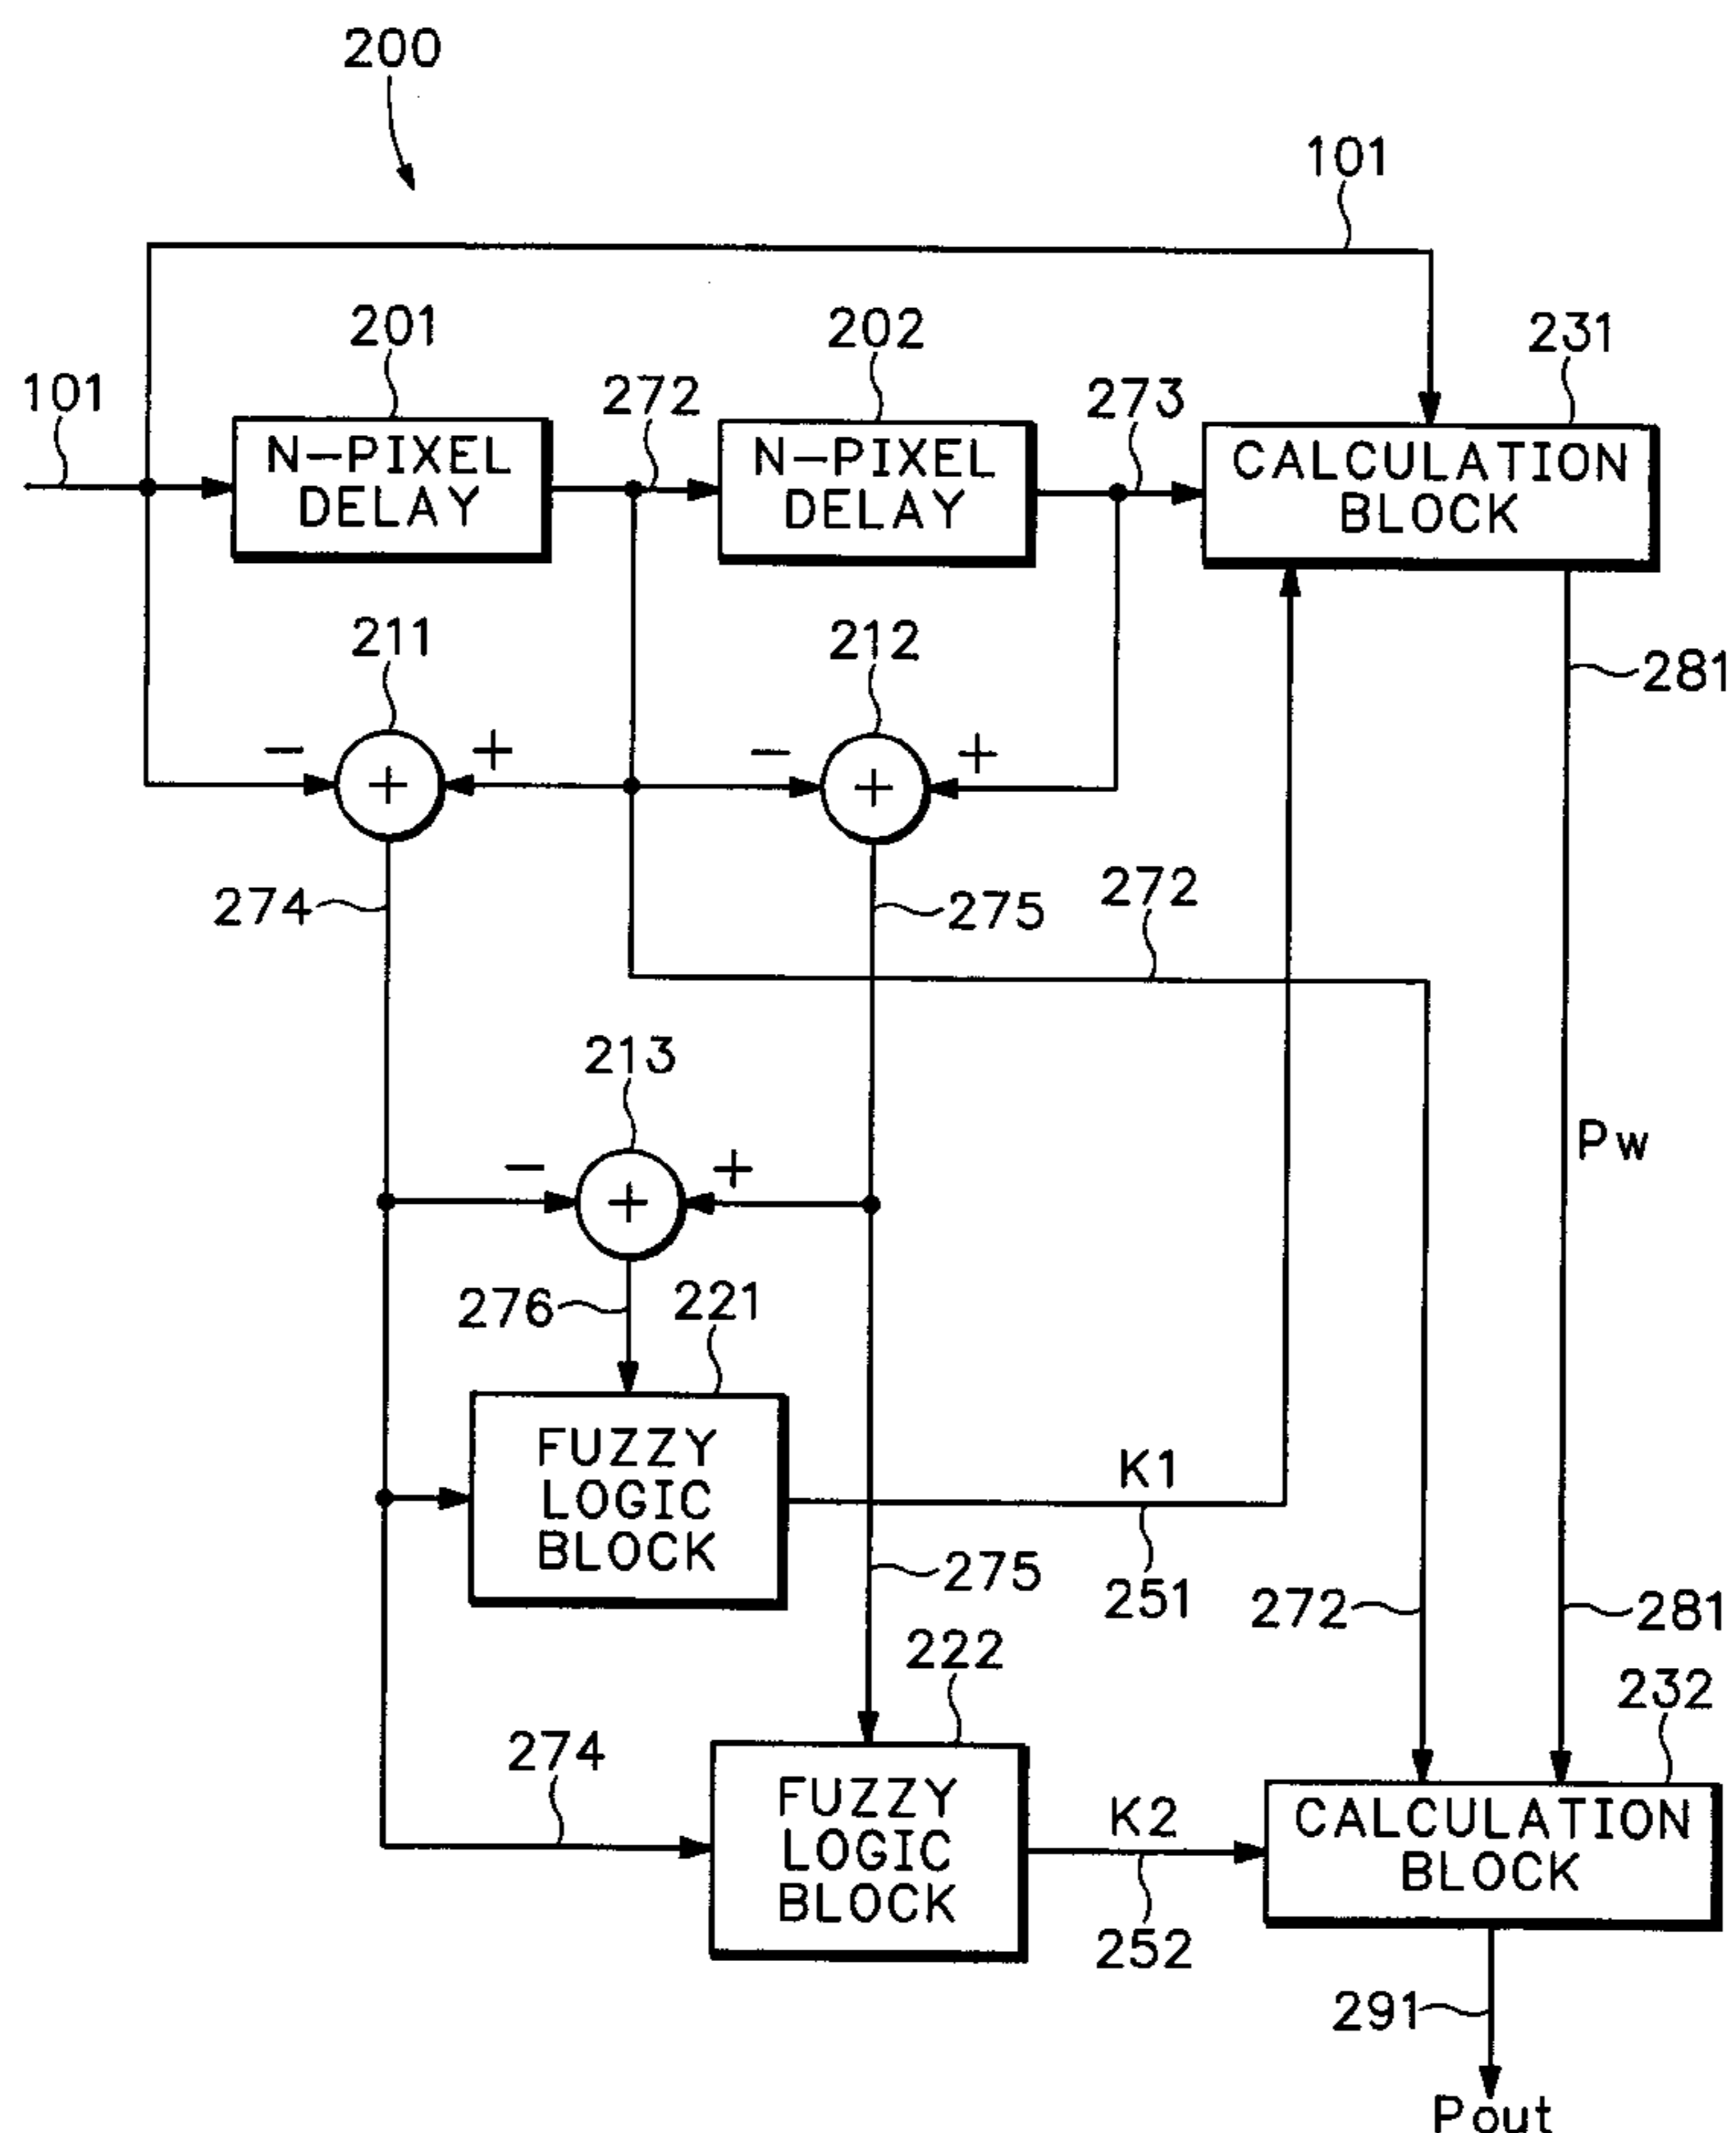 200
101
201
202
231
101
272
273
N-PIXEL
DELAY
N-PIXEL
DELAY
CALCULATION
BLOCK
211
212
281
-
+
-
+
+
+
274
275
272
213
Pw
-
+
+
276
221
FUZZY
LOGIC
BLOCK
K1
251
275
272
281
222
232
274
FUZZY
LOGIC
BLOCK
K2
252
CALCULATION
BLOCK
291
Pout